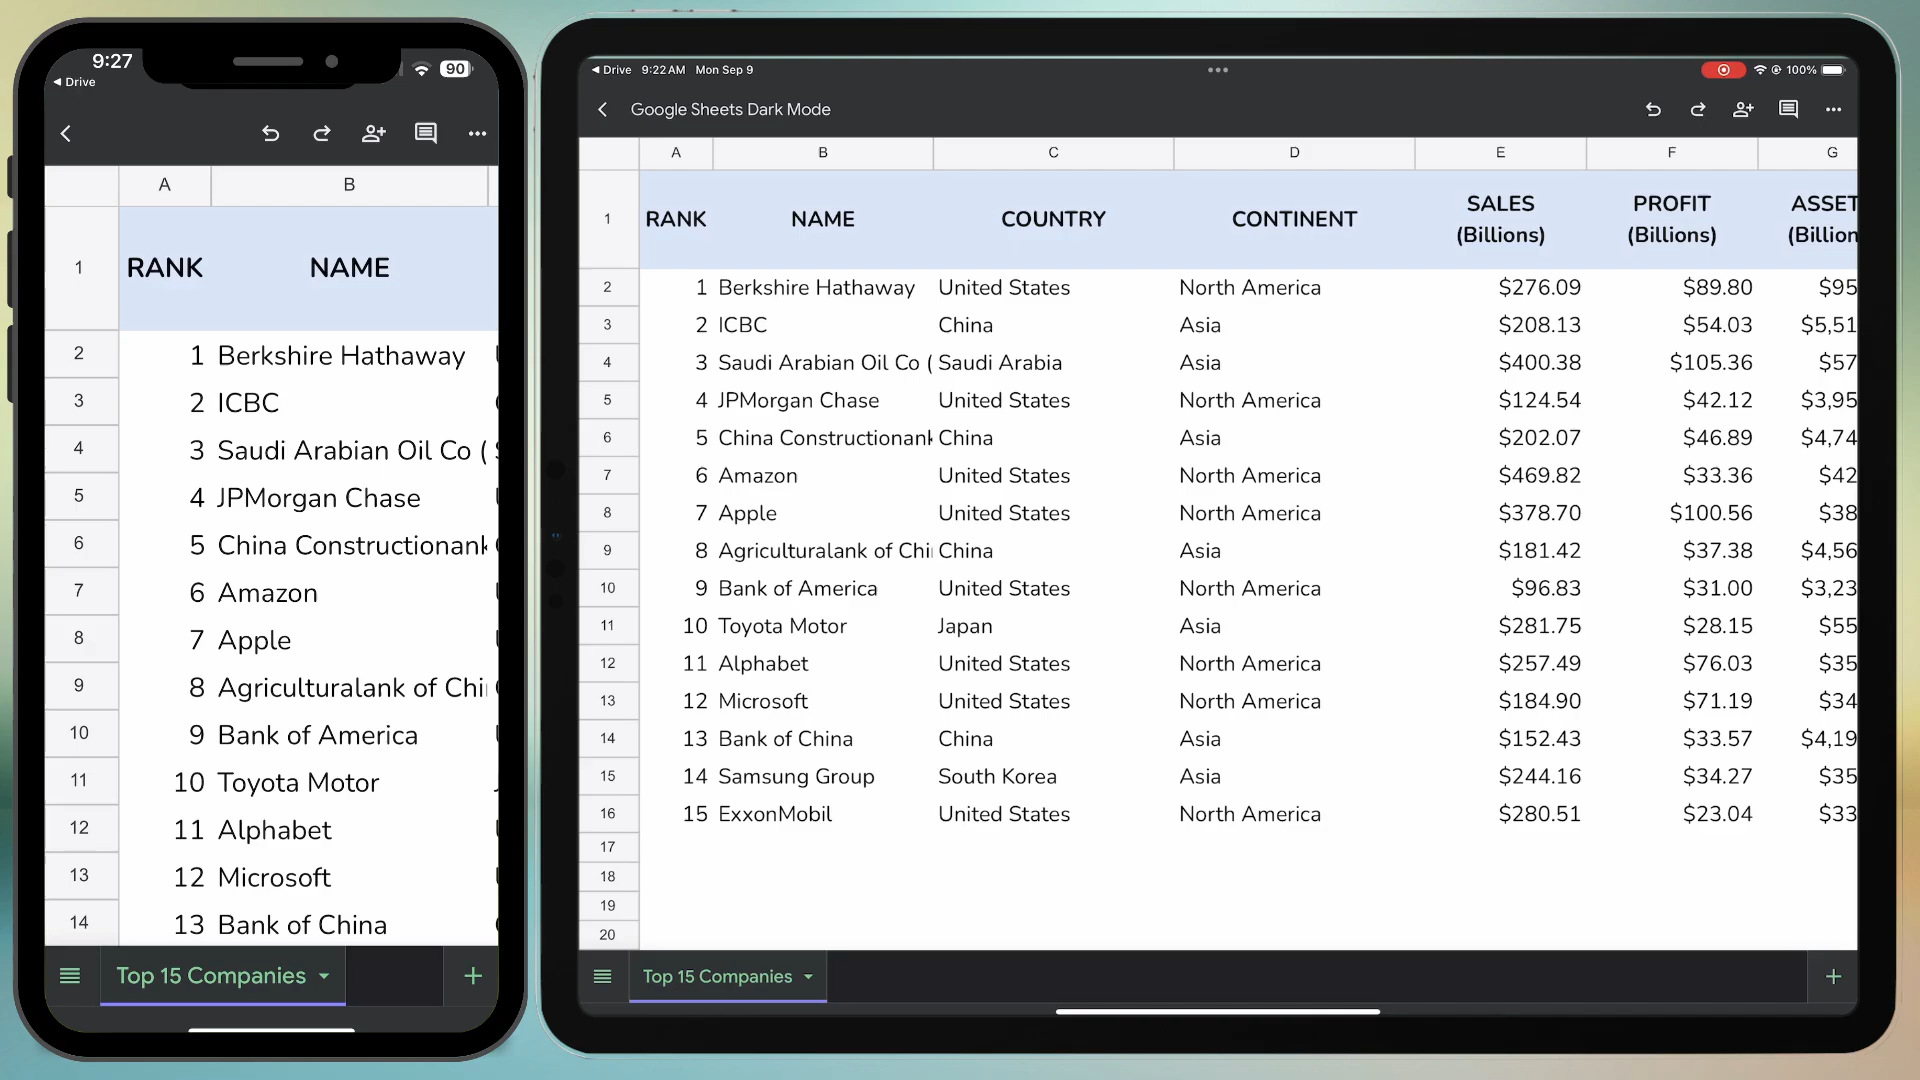 9:27
90
◀ Drive
A B
1 RANK NAME
2 1 Berkshire Hathaway
3 2 ICBC
4 3 Saudi Arabian Oil Co (
5 4 JPMorgan Chase
6 5 China Constructionank
7 6 Amazon
8 7 Apple
9 8 Agriculturalank of Chi
10 9 Bank of America
11 10 Toyota Motor
12 11 Alphabet
13 12 Microsoft
14 13 Bank of China
Top 15 Companies
◀ Drive 9:22 AM Mon Sep 9
100%
Google Sheets Dark Mode
A B C D E F G
1 RANK NAME COUNTRY CONTINENT SALES (Billions) PROFIT (Billions) ASSET (Billion
2 1 Berkshire Hathaway United States North America $276.09 $89.80 $95
3 2 ICBC China Asia $208.13 $54.03 $5,51
4 3 Saudi Arabian Oil Co ( Saudi Arabia Asia $400.38 $105.36 $57
5 4 JPMorgan Chase United States North America $124.54 $42.12 $3,95
6 5 China Constructionank China Asia $202.07 $46.89 $4,74
7 6 Amazon United States North America $469.82 $33.36 $42
8 7 Apple United States North America $378.70 $100.56 $38
9 8 Agriculturalank of Chi China Asia $181.42 $37.38 $4,56
10 9 Bank of America United States North America $96.83 $31.00 $3,23
11 10 Toyota Motor Japan Asia $281.75 $28.15 $55
12 11 Alphabet United States North America $257.49 $76.03 $35
13 12 Microsoft United States North America $184.90 $71.19 $34
14 13 Bank of China China Asia $152.43 $33.57 $4,19
15 14 Samsung Group South Korea Asia $244.16 $34.27 $35
16 15 ExxonMobil United States North America $280.51 $23.04 $33
17
18
19
20
Top 15 Companies